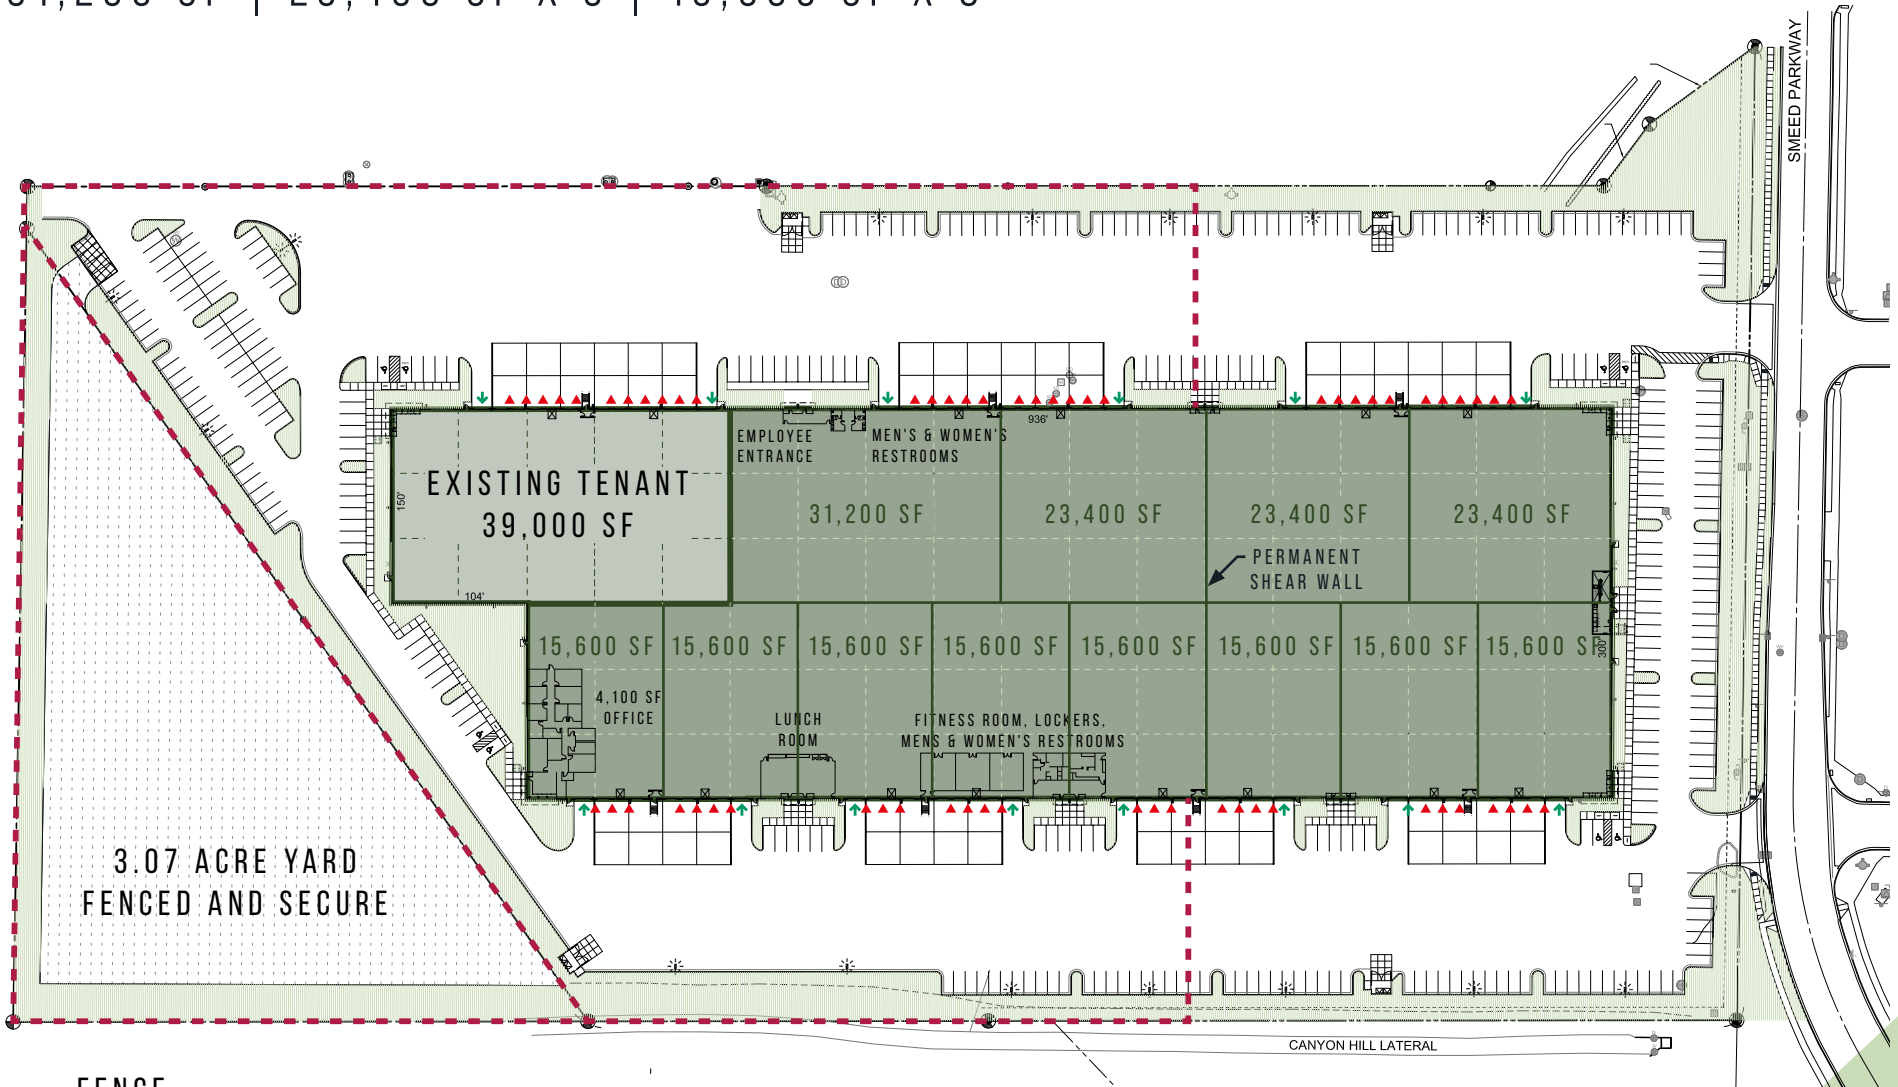 SMEED PARKWAY
936'
EMPLOYEE
ENTRANCE
MEN'S & WOMEN'S
RESTROOMS
EXISTING TENANT
39,000 SF
150'
104'
31,200 SF
23,400 SF
23,400 SF
23,400 SF
PERMANENT
SHEAR WALL
15,600 SF
15,600 SF
15,600 SF
15,600 SF
15,600 SF
15,600 SF
15,600 SF
15,600 SF
300'
4,100 SF
OFFICE
LUNCH
ROOM
FITNESS ROOM, LOCKERS,
MENS & WOMEN'S RESTROOMS
3.07 ACRE YARD
FENCED AND SECURE
CANYON HILL LATERAL
FENCE